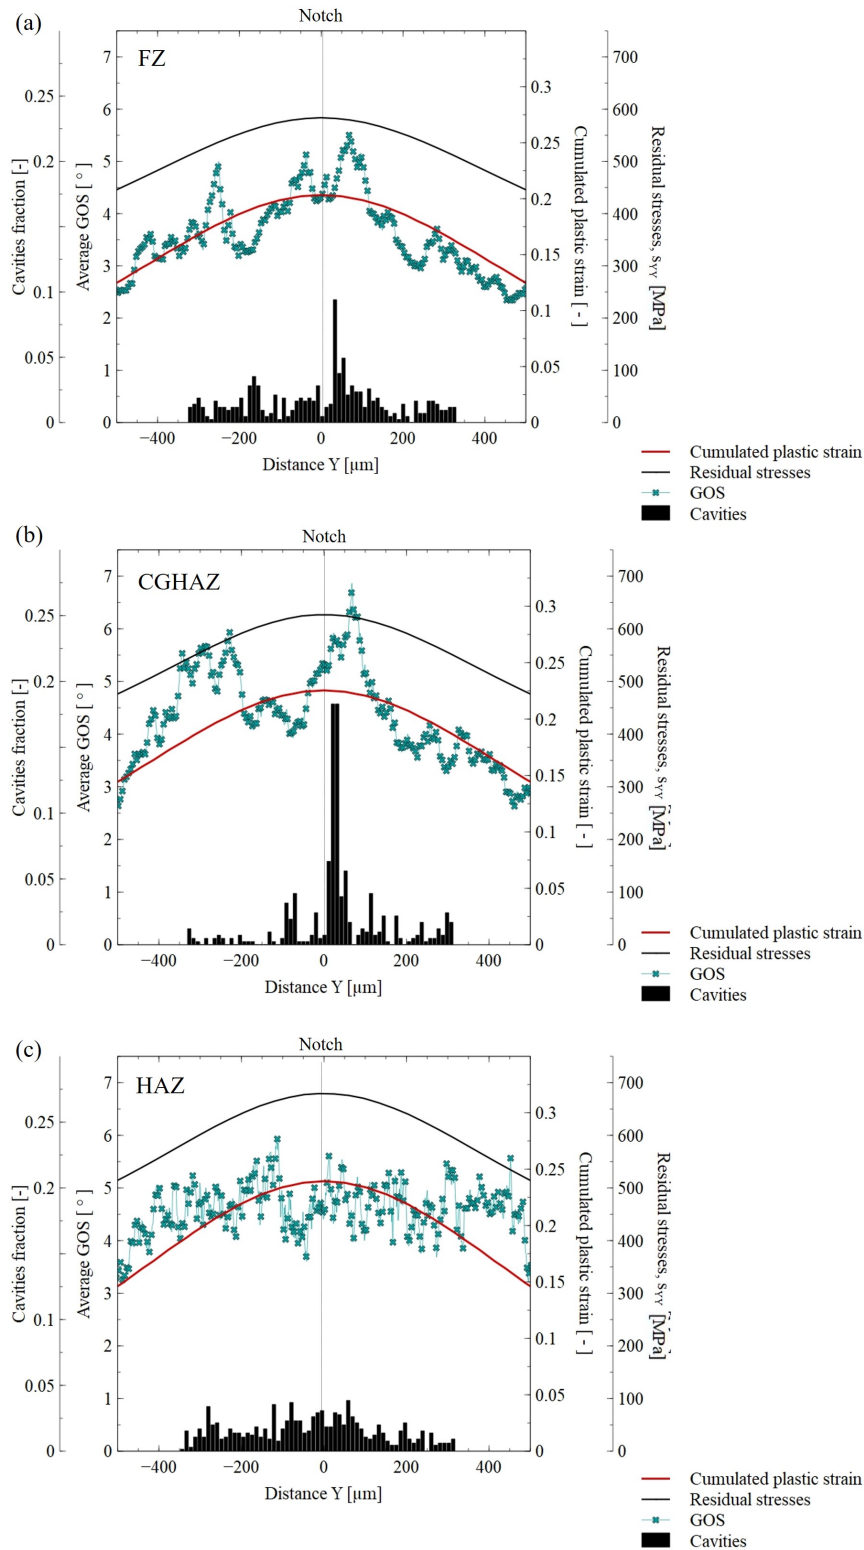 (a)
Notch
FZ
7
6
5
4
3
2
1
0
0.25
0.2
0.1
0.05
0
0.3
0.25
0.2
0.15
0.1
0.05
0
700
600
500
400
300
200
100
0
Cavities fraction [-]
Average GOS [ ° ]
Cumulated plastic strain [ - ]
Residual stresses, sYY [MPa]
−400 −200 0 200 400
Distance Y [µm]
Cumulated plastic strain
Residual stresses
GOS
Cavities
(b)
Notch
CGHAZ
7
6
5
4
3
2
1
0
0.25
0.2
0.1
0.05
0
0.3
0.25
0.2
0.15
0.1
0.05
0
700
600
500
400
300
200
100
0
Cavities fraction [-]
Average GOS [ ° ]
Cumulated plastic strain [ - ]
Residual stresses, sYY [MPa]
−400 −200 0 200 400
Distance Y [µm]
Cumulated plastic strain
Residual stresses
GOS
Cavities
(c)
Notch
HAZ
7
6
5
4
3
2
1
0
0.25
0.2
0.1
0.05
0
0.3
0.25
0.2
0.15
0.1
0.05
0
700
600
500
400
300
200
100
0
Cavities fraction [-]
Average GOS [ ° ]
Cumulated plastic strain [ - ]
Residual stresses, sYY [MPa]
−400 −200 0 200 400
Distance Y [µm]
Cumulated plastic strain
Residual stresses
GOS
Cavities